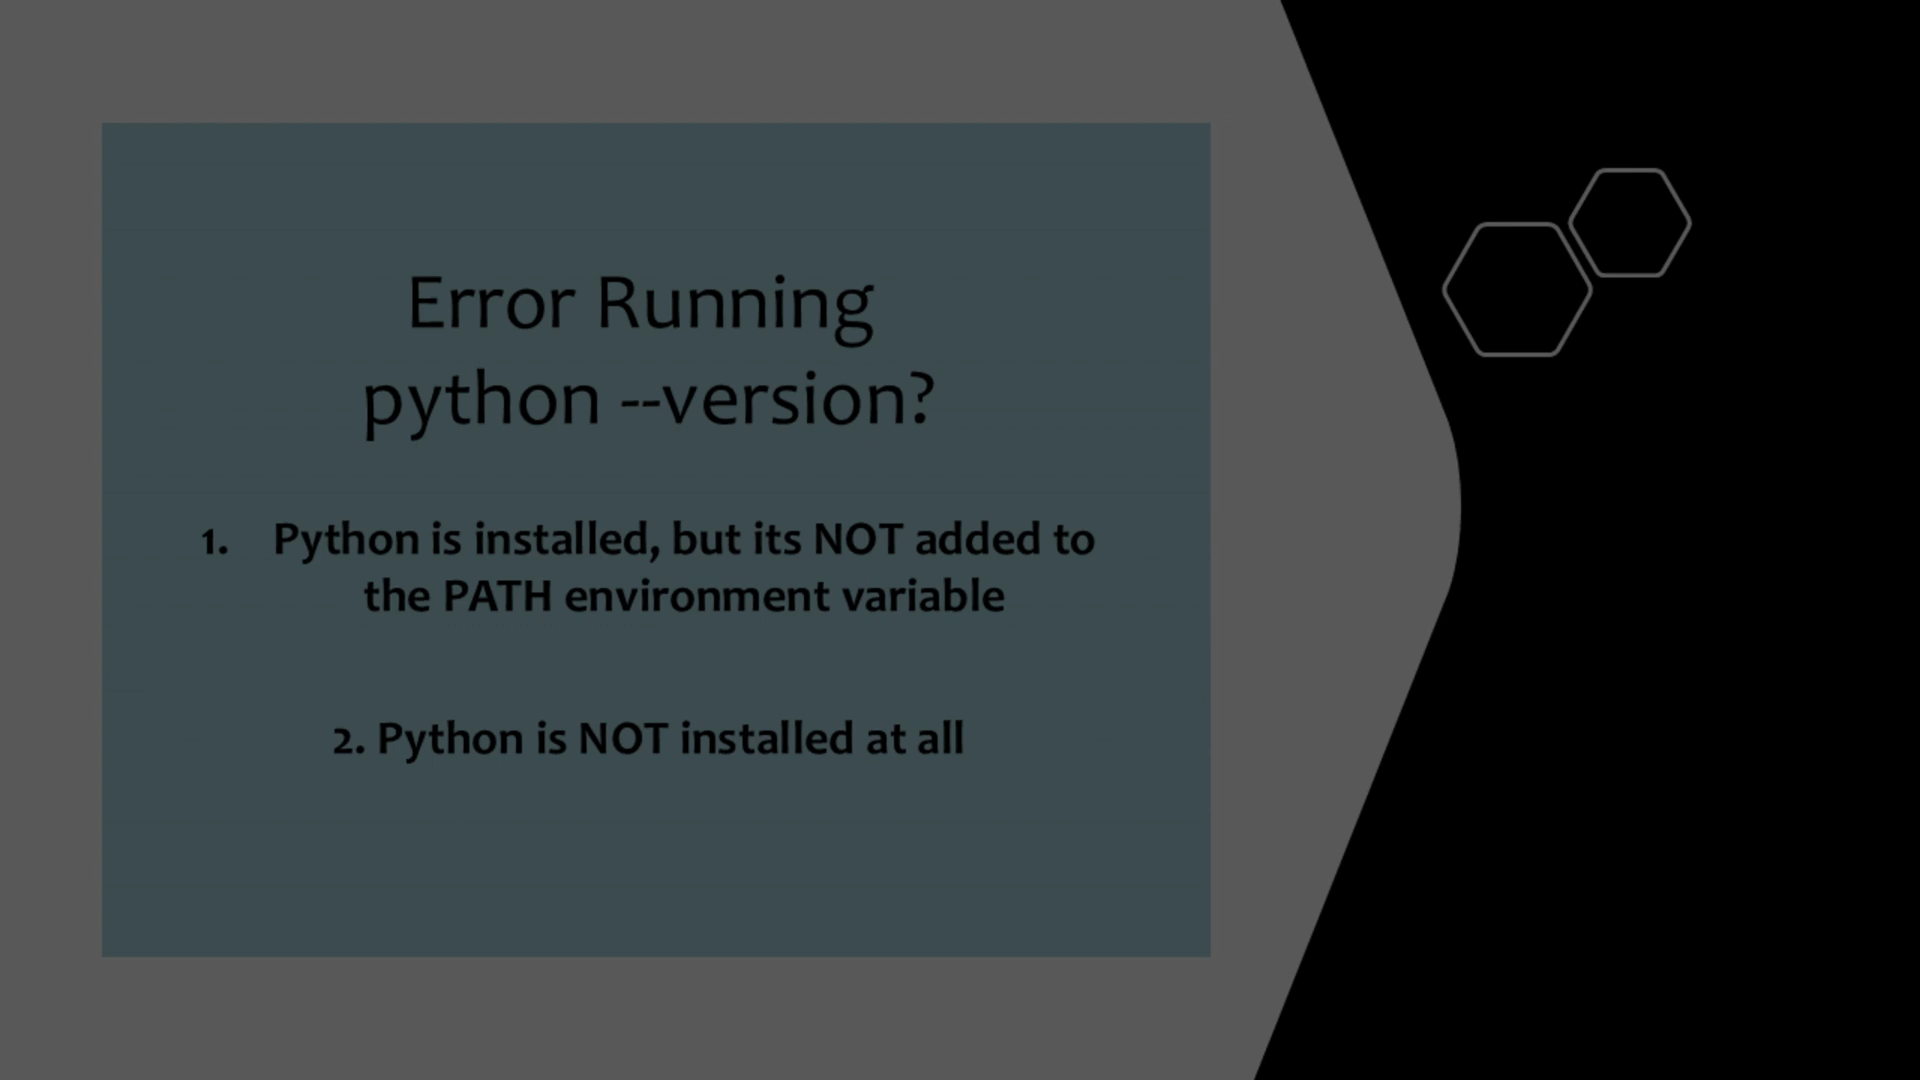 Error Running
python --version?
1. Python is installed, but its NOT added to
the PATH environment variable
2. Python is NOT installed at all